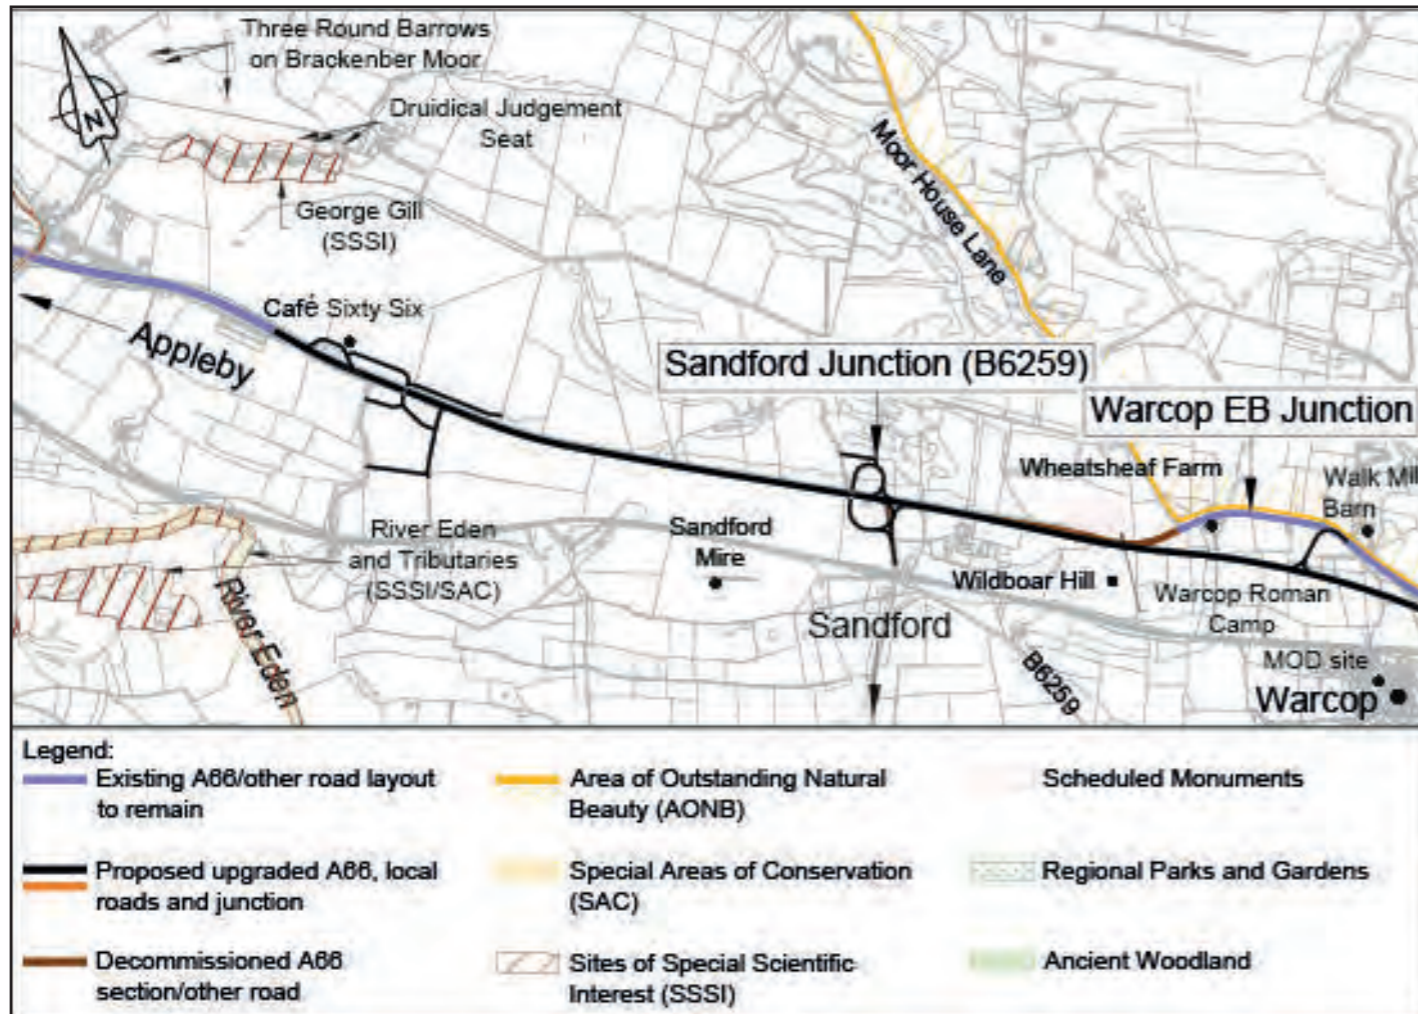 Three Round Barrows
on Brackenber Moor
N
Druidical Judgement
Seat
George Gill
(SSSI)
Moor House Lane
Café Sixty Six
Appleby
Sandford Junction (B6259)
Warcop EB Junction
Wheatsheaf Farm
Walk Mil
Barn
River Eden
and Tributaries
(SSSI/SAC)
Sandford
Mire
Wildboar Hill
Warcop Roman
Camp
River Eden
Sandford
B6259
MOD site
Warcop
Legend:
Existing A66/other road layout
to remain
Proposed upgraded A66, local
roads and junction
Decommissioned A66
section/other road
Area of Outstanding Natural
Beauty (AONB)
Special Areas of Conservation
(SAC)
Sites of Special Scientific
Interest (SSSI)
Scheduled Monuments
Regional Parks and Gardens
Ancient Woodland